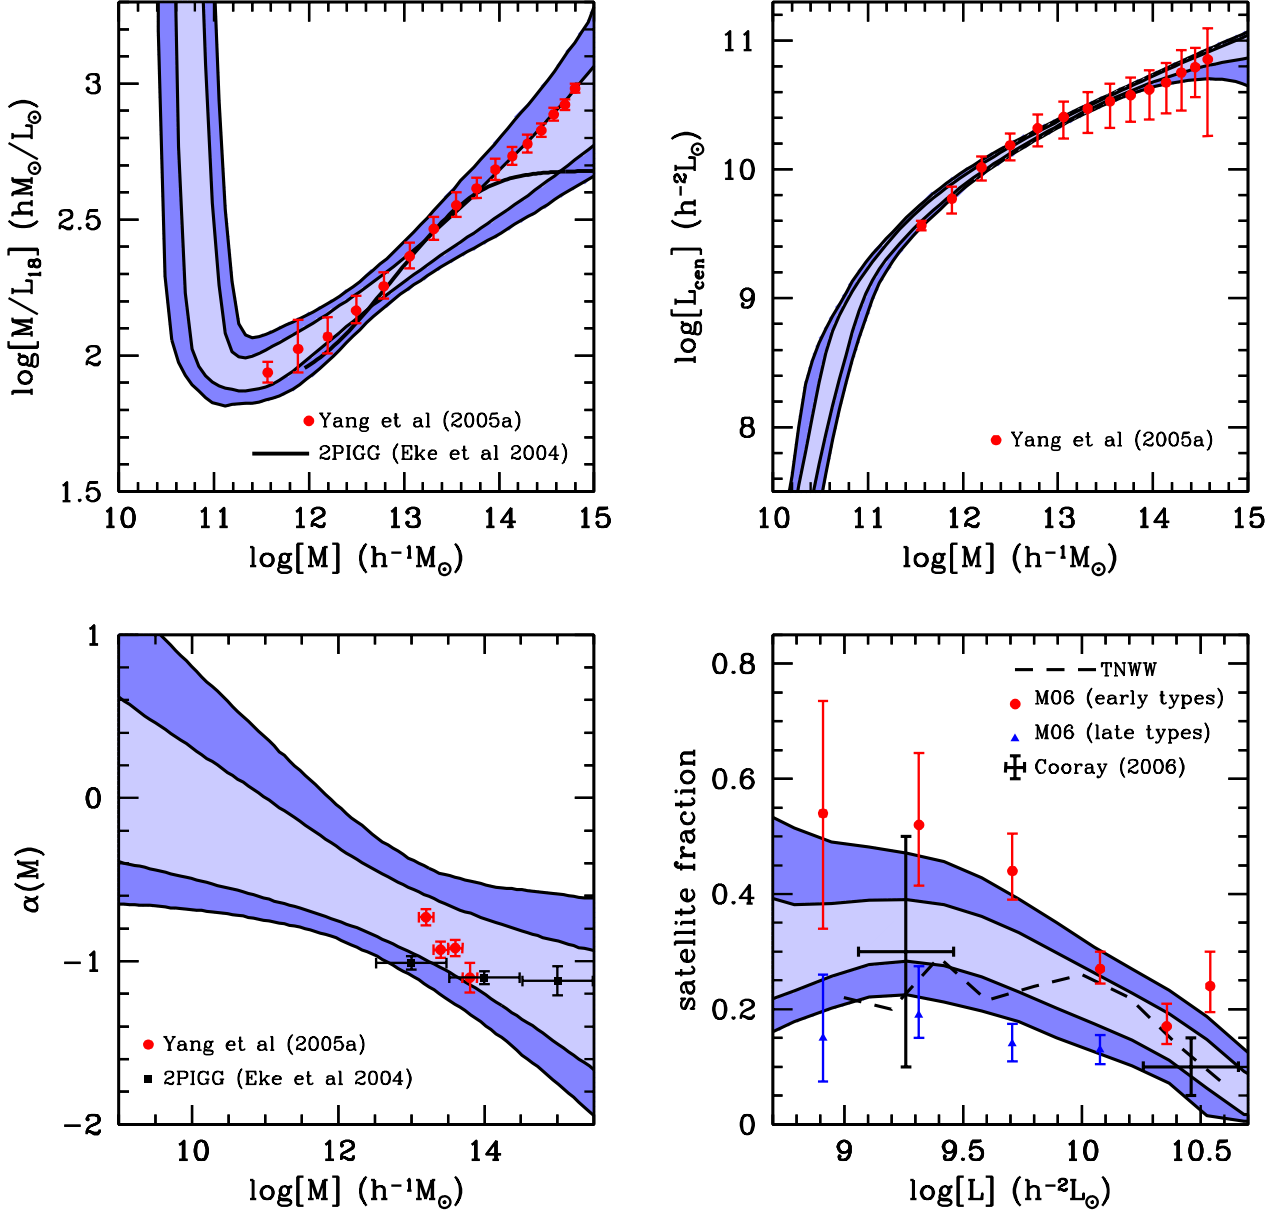 3
2.5
2
1.5
log[M/L₁₈] (hM⊙/L⊙)
Yang et al (2005a)
2PIGG (Eke et al 2004)
10 11 12 13 14 15
log[M] (h⁻¹M⊙)
11
10
9
8
log[L_cen] (h⁻²L⊙)
Yang et al (2005a)
10 11 12 13 14 15
log[M] (h⁻¹M⊙)
1
0
-1
-2
α(M)
Yang et al (2005a)
2PIGG (Eke et al 2004)
10 12 14
log[M] (h⁻¹M⊙)
0.8
0.6
0.4
0.2
0
satellite fraction
TNWW
M06 (early types)
M06 (late types)
Cooray (2006)
9 9.5 10 10.5
log[L] (h⁻²L⊙)